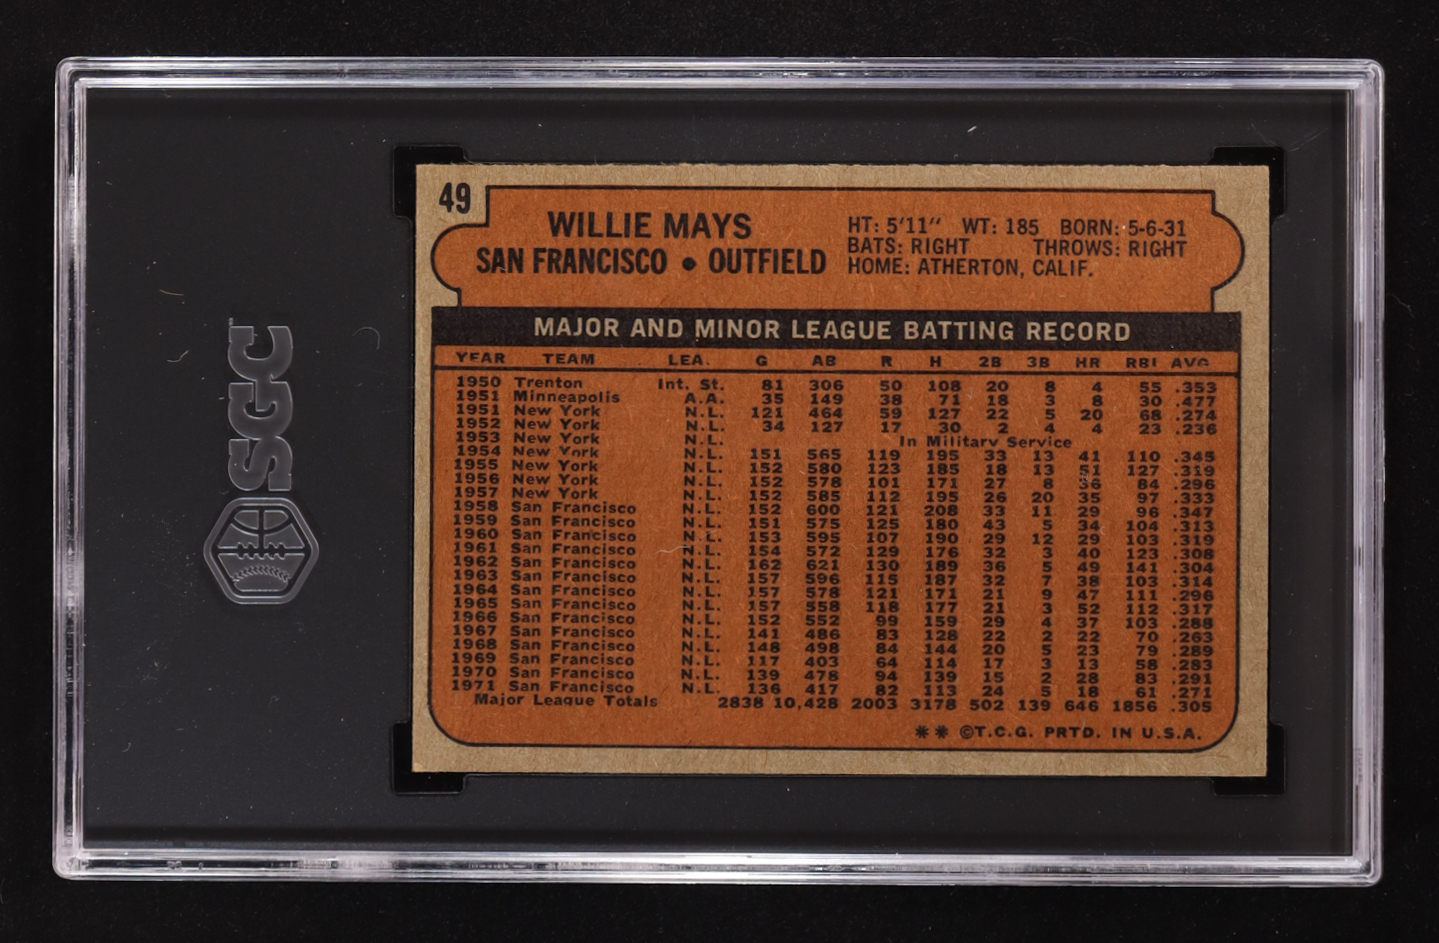 49
WILLIE MAYS
SAN FRANCISCO • OUTFIELD
HT: 5'11" WT: 185 BORN: 5-6-31
BATS: RIGHT THROWS: RIGHT
HOME: ATHERTON, CALIF.
MAJOR AND MINOR LEAGUE BATTING RECORD
YEAR TEAM LEA. G AB R H 2B 3B HR RBI AVG
1950 Trenton Int. St. 81 306 50 108 20 8 4 55 .353
1951 Minneapolis A.A. 35 149 38 71 18 3 8 30 .477
1951 New York N.L. 121 464 59 127 22 5 20 68 .274
1952 New York N.L. 34 127 17 30 2 4 4 23 .236
1953 New York N.L. In Military Service
1954 New York N.L. 151 565 119 195 33 13 41 110 .345
1955 New York N.L. 152 580 123 185 18 13 51 127 .319
1956 New York N.L. 152 578 101 171 27 8 36 84 .296
1957 New York N.L. 152 585 112 195 26 20 35 97 .333
1958 San Francisco N.L. 152 600 121 208 33 11 29 96 .347
1959 San Francisco N.L. 151 575 125 180 43 5 34 104 .313
1960 San Francisco N.L. 153 595 107 190 29 12 29 103 .319
1961 San Francisco N.L. 154 572 129 176 32 3 40 123 .308
1962 San Francisco N.L. 162 621 130 189 36 5 49 141 .304
1963 San Francisco N.L. 157 596 115 187 32 7 38 103 .314
1964 San Francisco N.L. 157 578 121 171 21 9 47 111 .296
1965 San Francisco N.L. 157 558 118 177 21 3 52 112 .317
1966 San Francisco N.L. 152 552 99 159 29 4 37 103 .288
1967 San Francisco N.L. 141 486 83 128 22 2 22 70 .263
1968 San Francisco N.L. 148 498 84 144 20 5 23 79 .289
1969 San Francisco N.L. 117 403 64 114 17 3 13 58 .283
1970 San Francisco N.L. 139 478 94 139 15 2 28 83 .291
1971 San Francisco N.L. 136 417 82 113 24 5 18 61 .271
Major League Totals 2838 10,428 2003 3178 502 139 646 1856 .305
** ©T.C.G. PRTD. IN U.S.A.
SGC